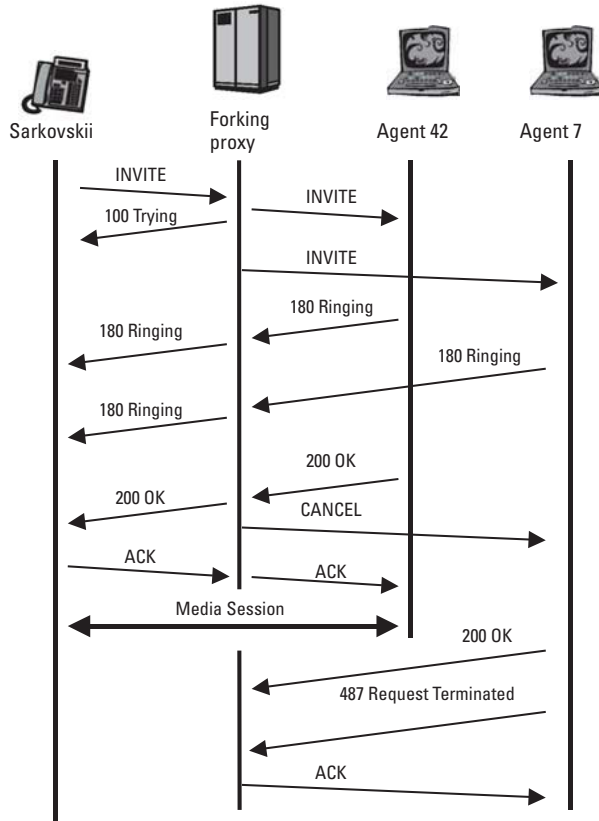 Sarkovskii
Forking
proxy
Agent 42
Agent 7
INVITE
INVITE
100 Trying
INVITE
180 Ringing
180 Ringing
180 Ringing
180 Ringing
200 OK
200 OK
CANCEL
ACK
ACK
Media Session
200 OK
487 Request Terminated
ACK